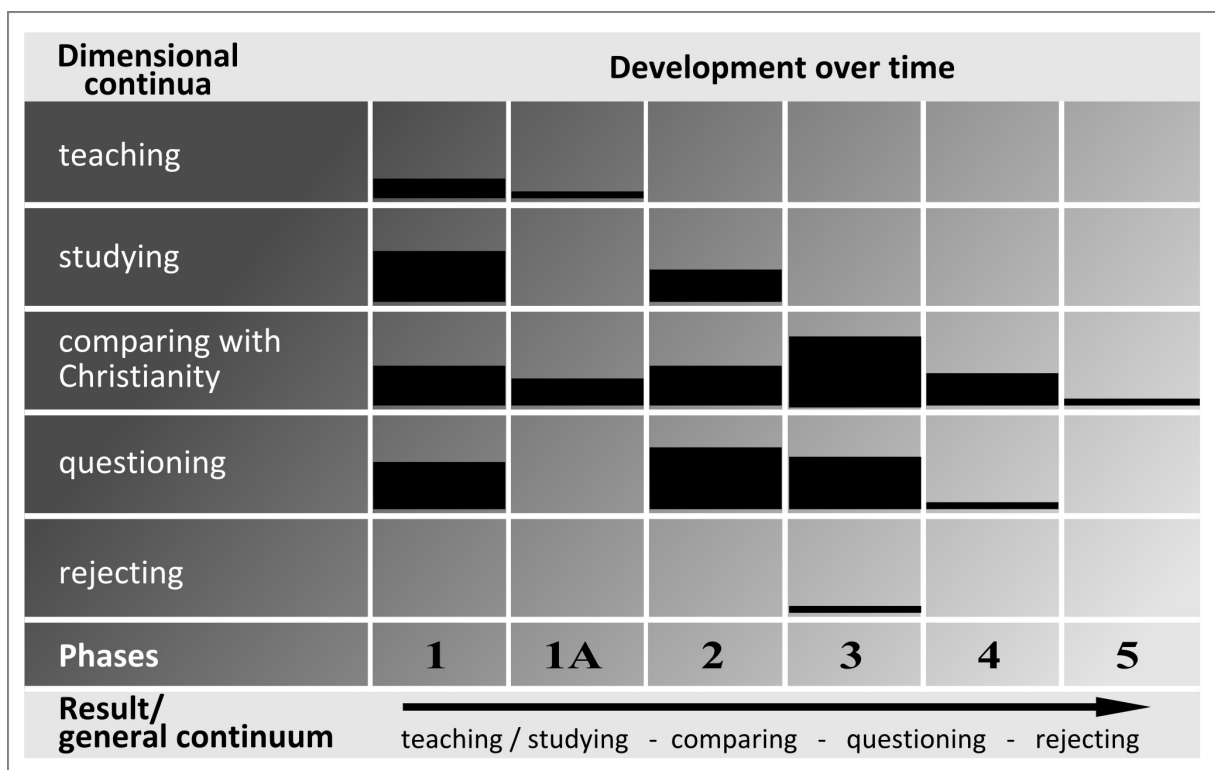 Dimensional
continua
Development over time
teaching
studying
comparing with
Christianity
questioning
rejecting
Phases 1 1A 2 3 4 5
Result/
general continuum
teaching / studying - comparing - questioning - rejecting